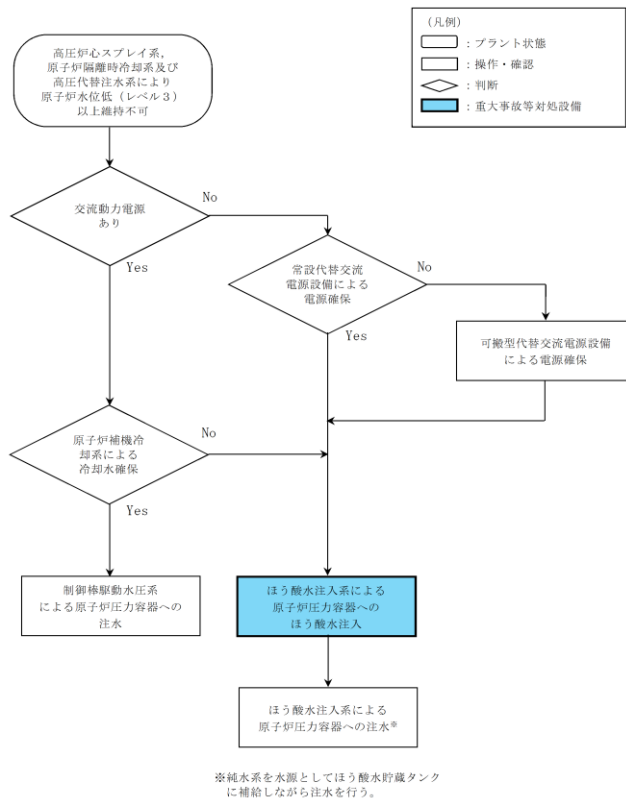 高圧炉心スプレイ系,
原子炉隔離時冷却系及び
高圧代替注水系により
原子炉水位低(レベル3)
以上維持不可
(凡例)
:プラント状態
:操作・確認
:判断
:重大事故等対処設備
交流動力電源
あり
No
Yes
常設代替交流
電源設備による
電源確保
No
Yes
可搬型代替交流電源設備
による電源確保
原子炉補機冷
却系による
冷却水確保
No
Yes
制御棒駆動水圧系
による原子炉圧力容器への
注水
ほう酸水注入系による
原子炉圧力容器への
ほう酸水注入
ほう酸水注入系による
原子炉圧力容器への注水※
※純水系を水源としてほう酸水貯蔵タンク
に補給しながら注水を行う。